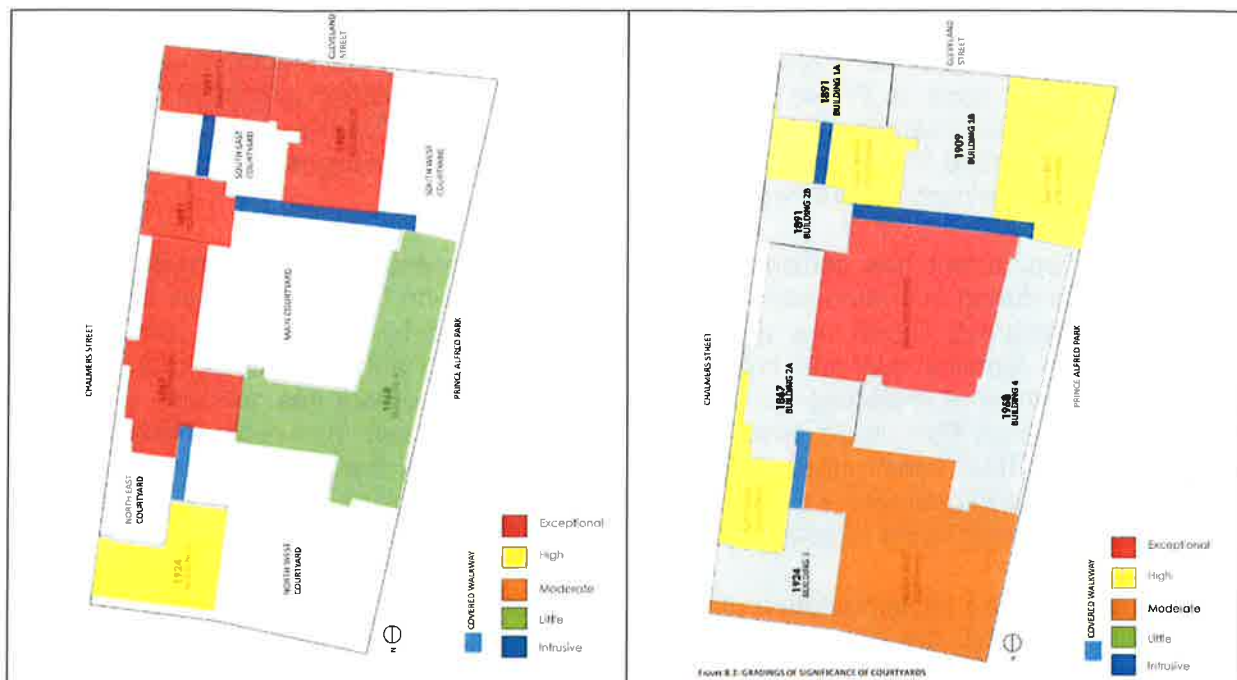 CLEVELAND
STREET
1891
SOUTH EAST
COURTYARD
1909
SOUTH WEST
COURTYARD
1891
MAIN COURTYARD
CHALMERS STREET
PRINCE ALFRED PARK
1867
1968
NORTH EAST
COURTYARD
1924
NORTH WEST
COURTYARD
N
COVERED WALKWAY
Exceptional
High
Moderate
Little
Intrusive
CLEVELAND
STREET
1891
BUILDING 1A
1909
BUILDING 1B
1891
BUILDING 2B
CHALMERS STREET
1867
BUILDING 2A
1968
BUILDING 4
PRINCE ALFRED PARK
1924
BUILDING 3
COVERED WALKWAY
Exceptional
High
Moderate
Little
Intrusive
GRADINGS OF SIGNIFICANCE OF COURTYARDS